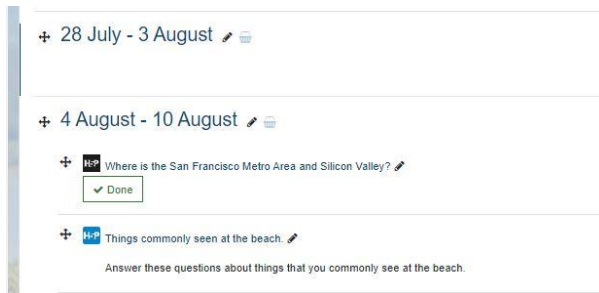 28 July - 3 August
4 August - 10 August
H-P Where is the San Francisco Metro Area and Silicon Valley?
Done
H-P Things commonly seen at the beach.
Answer these questions about things that you commonly see at the beach.